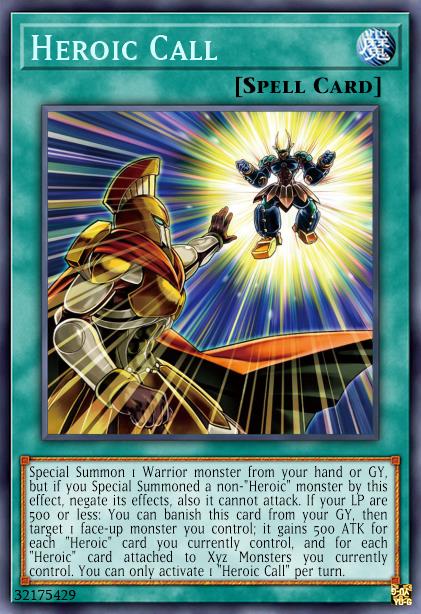 Heroic Call
魔
[Spell Card]
Special Summon 1 Warrior monster from your hand or GY,
but if you Special Summoned a non-"Heroic" monster by this
effect, negate its effects, also it cannot attack. If your LP are
500 or less: You can banish this card from your GY, then
target 1 face-up monster you control; it gains 500 ATK for
each "Heroic" card you currently control, and for each
"Heroic" card attached to Xyz Monsters you currently
control. You can only activate 1 "Heroic Call" per turn.
32175429